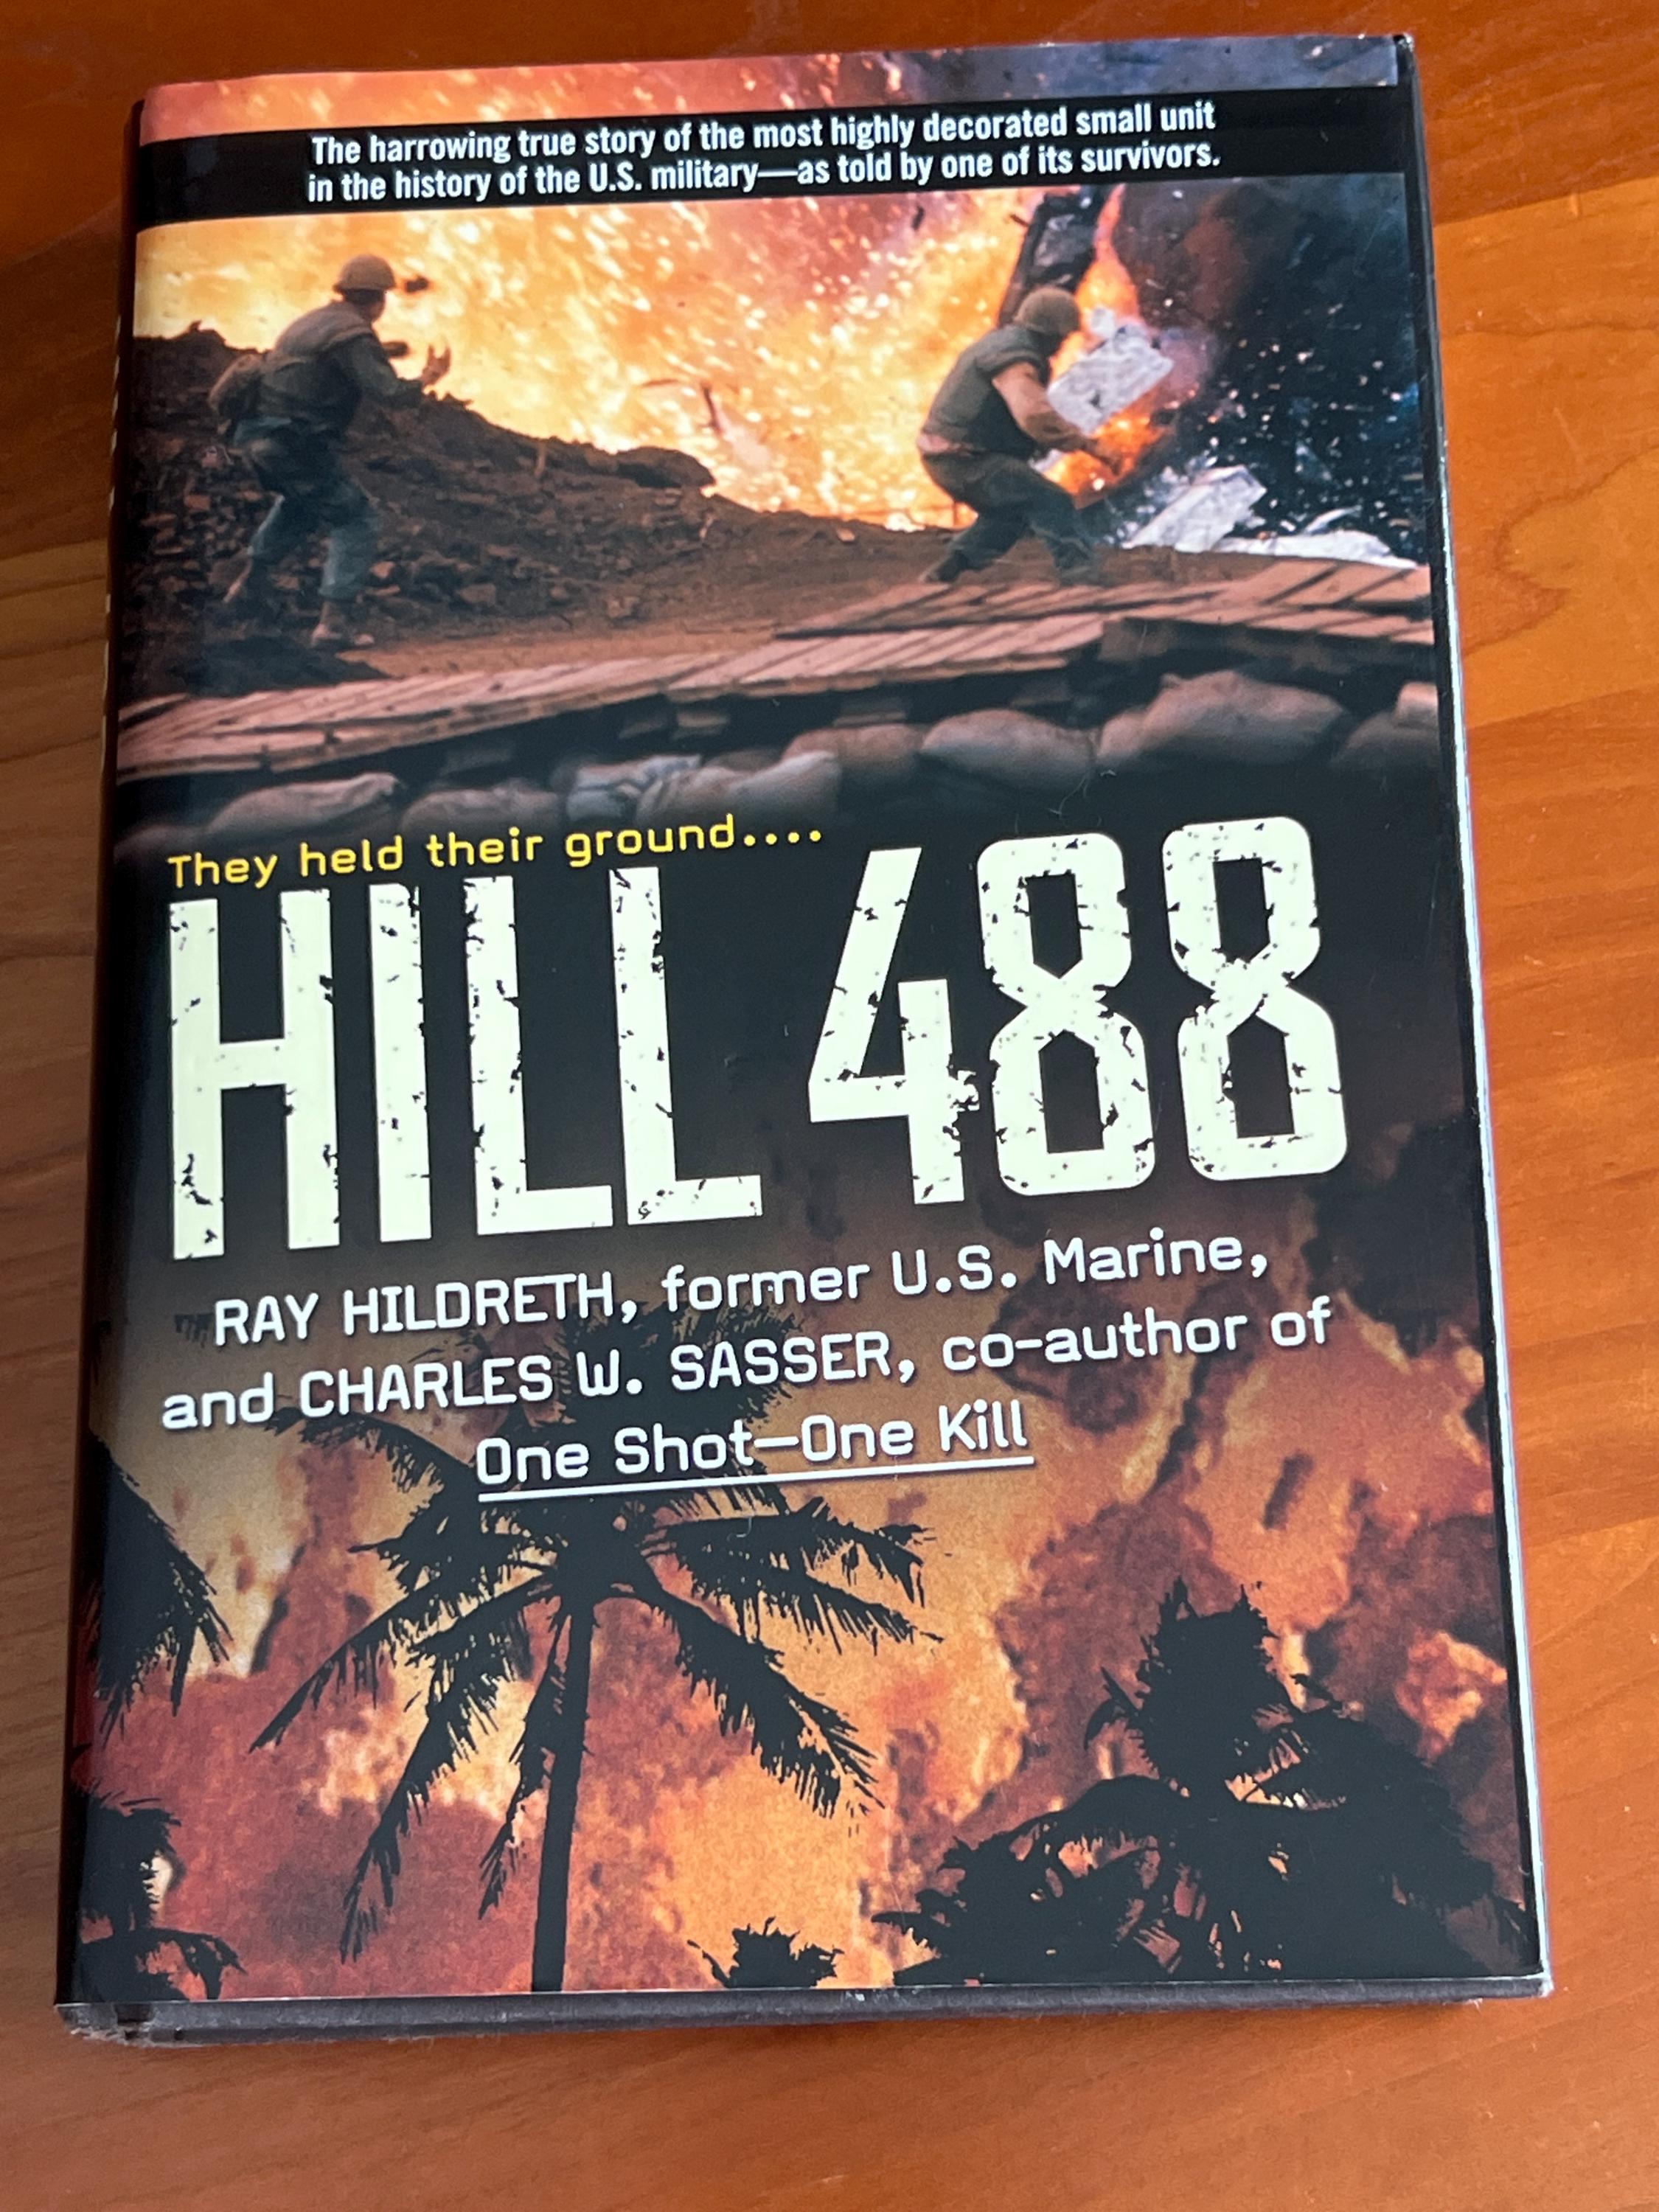 The harrowing true story of the most highly decorated small unit
in the history of the U.S. military—as told by one of its survivors.
They held their ground....
HILL 488
RAY HILDRETH, former U.S. Marine,
and CHARLES W. SASSER, co-author of
One Shot—One Kill